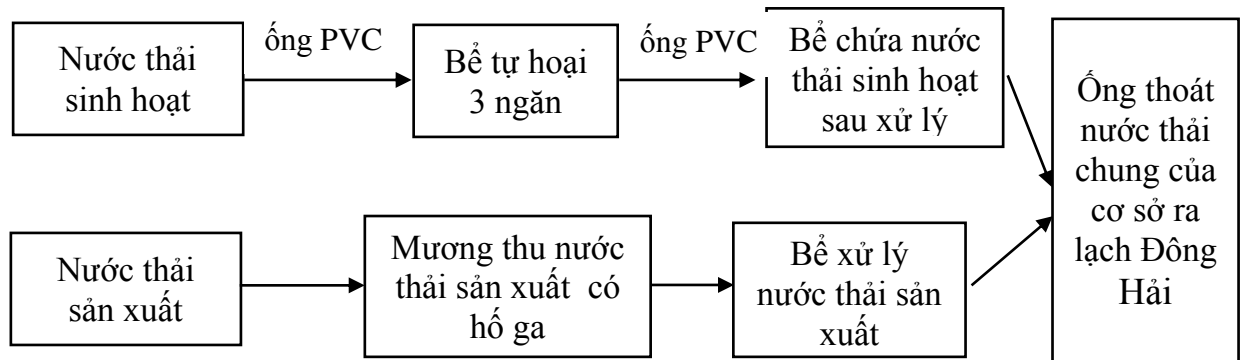 Nước thải
sinh hoạt
ống PVC
Bể tự hoại
3 ngăn
ống PVC
Bể chứa nước
thải sinh hoạt
sau xử lý
Ống thoát
nước thải
chung của
cơ sở ra
lạch Đông
Hải
Nước thải
sản xuất
Mương thu nước
thải sản xuất có
hố ga
Bể xử lý
nước thải sản
xuất